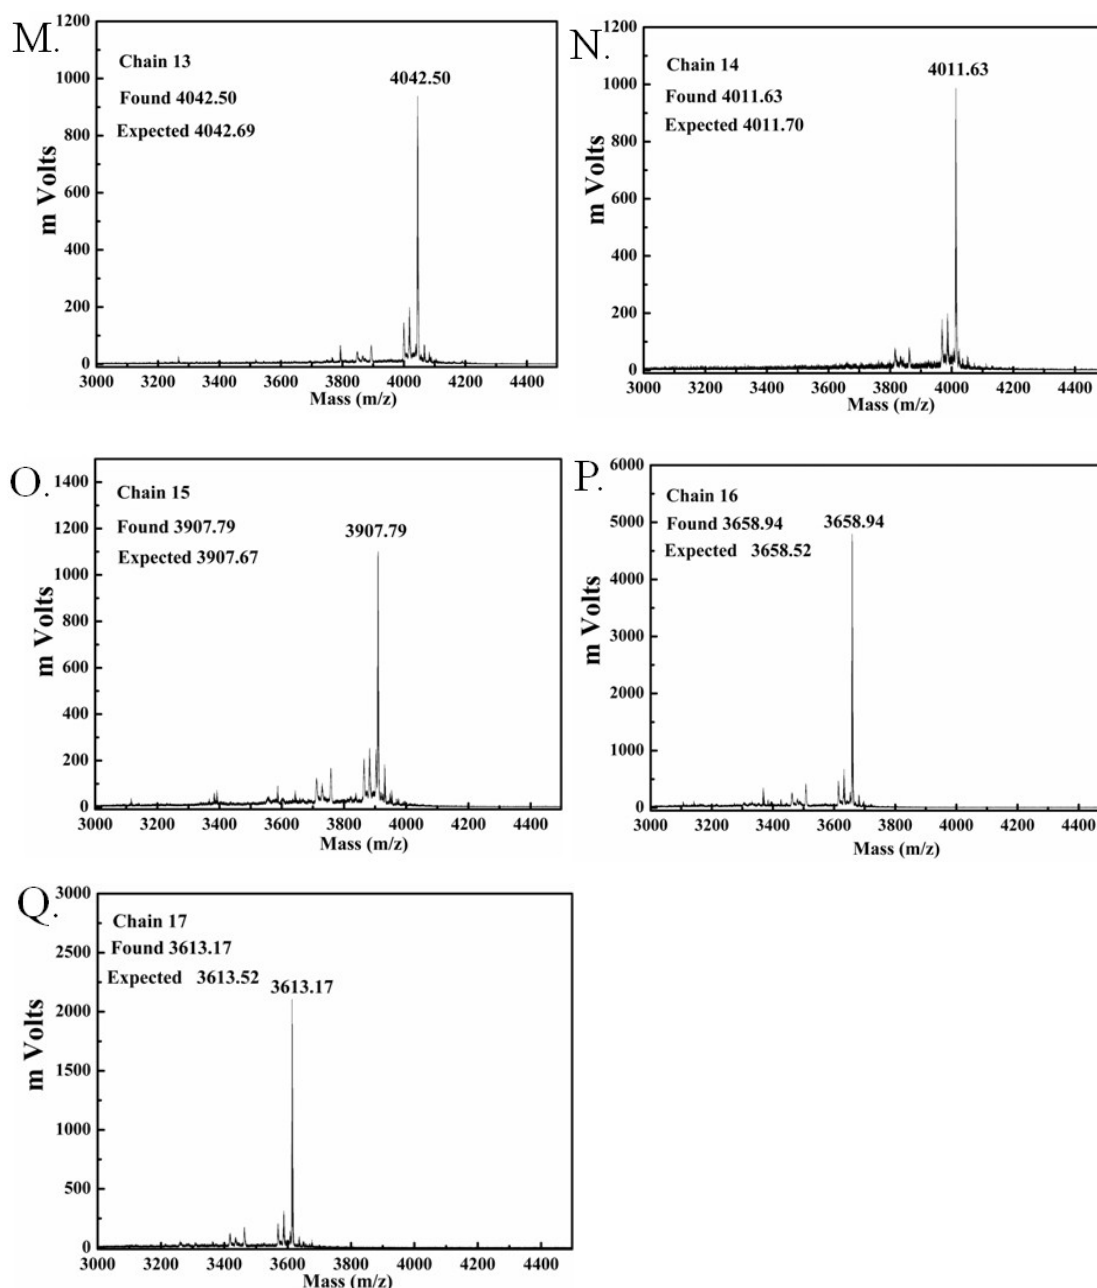 M.
Chain 13
Found 4042.50
Expected 4042.69
4042.50
1200
1000
800
600
400
200
0
m Volts
3000 3200 3400 3600 3800 4000 4200 4400
Mass (m/z)
N.
Chain 14
Found 4011.63
Expected 4011.70
4011.63
1200
1000
800
600
400
200
0
m Volts
3000 3200 3400 3600 3800 4000 4200 4400
Mass (m/z)
O.
Chain 15
Found 3907.79
Expected 3907.67
3907.79
1400
1200
1000
800
600
400
200
0
m Volts
3000 3200 3400 3600 3800 4000 4200 4400
Mass (m/z)
P.
Chain 16
Found 3658.94
Expected 3658.52
3658.94
6000
5000
4000
3000
2000
1000
0
m Volts
3000 3200 3400 3600 3800 4000 4200 4400
Mass (m/z)
Q.
Chain 17
Found 3613.17
Expected 3613.52
3613.17
3000
2500
2000
1500
1000
500
0
m Volts
3000 3200 3400 3600 3800 4000 4200 4400
Mass (m/z)